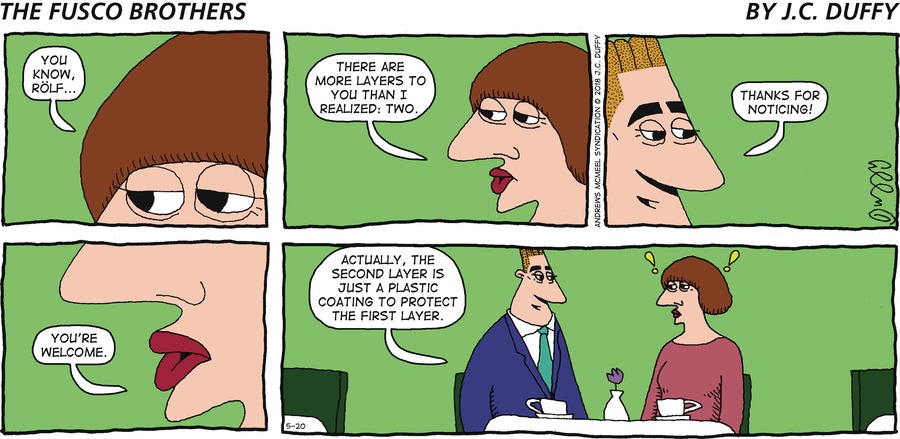 THE FUSCO BROTHERS
BY J.C. DUFFY
YOU
KNOW,
RÖLF...
THERE ARE
MORE LAYERS TO
YOU THAN I
REALIZED: TWO.
ANDREWS MCMEEL SYNDICATION © 2018 J.C. DUFFY
THANKS FOR
NOTICING!
YOU'RE
WELCOME.
ACTUALLY, THE
SECOND LAYER IS
JUST A PLASTIC
COATING TO PROTECT
THE FIRST LAYER.
! !
5-20